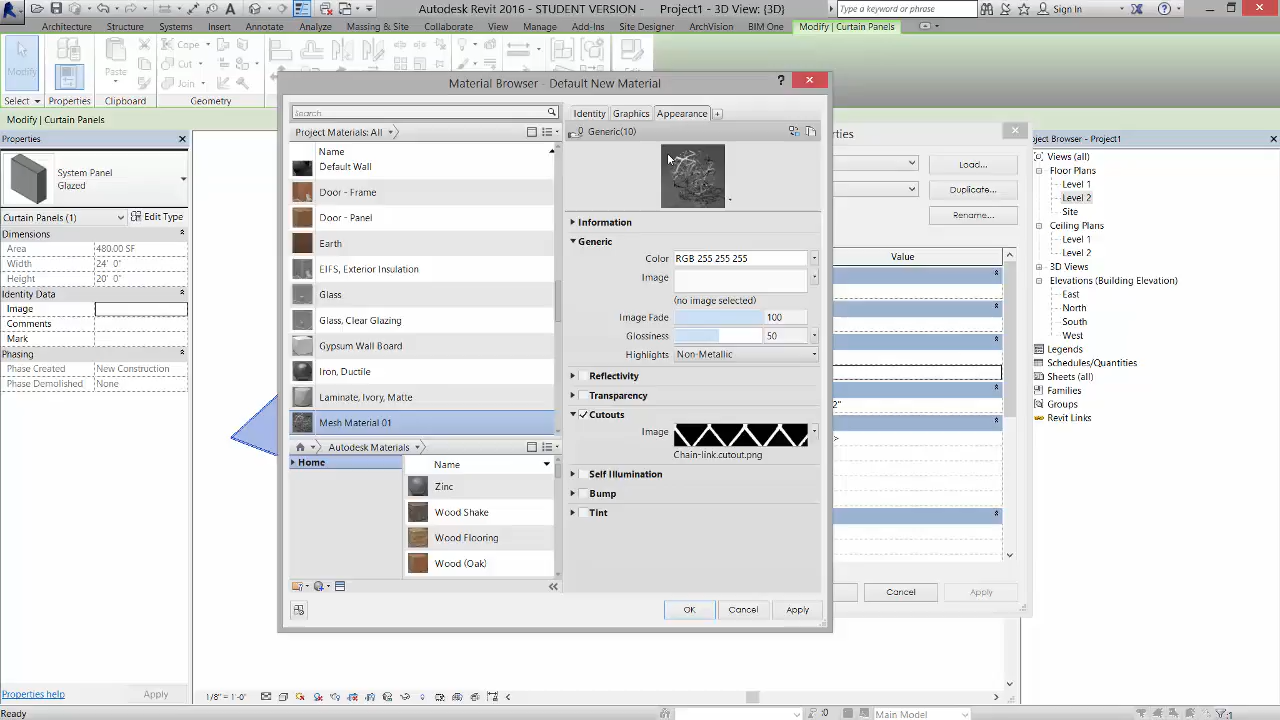 Autodesk Revit 2016 - STUDENT VERSION - Project1 - 3D View: {3D}
Type a keyword or phrase
Sign In
Architecture Structure Systems Insert Annotate Analyze Massing & Site Collaborate View Manage Add-Ins Site Designer ArchVision BIM One Modify | Curtain Panels
Modify
Paste
Cope
Cut
Join
Select Properties Clipboard Geometry
Modify | Curtain Panels
Properties
System Panel
Glazed
Curtain Panels (1) Edit Type
Dimensions
Area 480.00 SF
Width 24' 0"
Height 20' 0"
Identity Data
Image
Comments
Mark
Phasing
Phase Created New Construction
Phase Demolished None
Properties help
Apply
Ready
Material Browser - Default New Material
Search
Project Materials: All
Name
Default Wall
Door - Frame
Door - Panel
Earth
EIFS, Exterior Insulation
Glass
Glass, Clear Glazing
Gypsum Wall Board
Iron, Ductile
Laminate, Ivory, Matte
Mesh Material 01
Autodesk Materials
Home
Name
Zinc
Wood Shake
Wood Flooring
Wood (Oak)
Identity Graphics Appearance
Generic(10)
Information
Generic
Color RGB 255 255 255
Image
(no image selected)
Image Fade 100
Glossiness 50
Highlights Non-Metallic
Reflectivity
Transparency
Cutouts
Image
Chain-link.cutout.png
Self Illumination
Bump
Tint
OK Cancel Apply
Load...
Duplicate...
Rename...
Value
Cancel Apply
Project1
Views (all)
Floor Plans
Level 1
Level 2
Site
Ceiling Plans
Level 1
Level 2
3D Views
Elevations (Building Elevation)
East
North
South
West
Legends
Schedules/Quantities
Sheets (all)
Families
Groups
Revit Links
1/8" = 1'-0"
:0
Main Model
:1